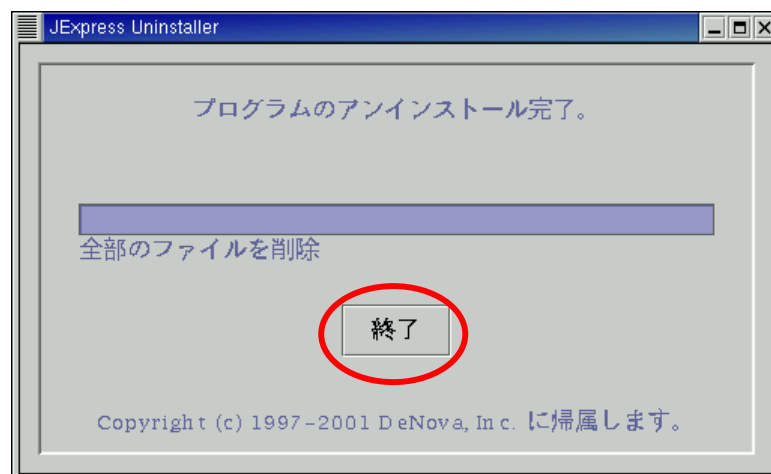 JExpress Uninstaller
プログラムのアンインストール完了。
全部のファイルを削除
終了
Copyright (c) 1997-2001 DeNova, Inc. に帰属します。